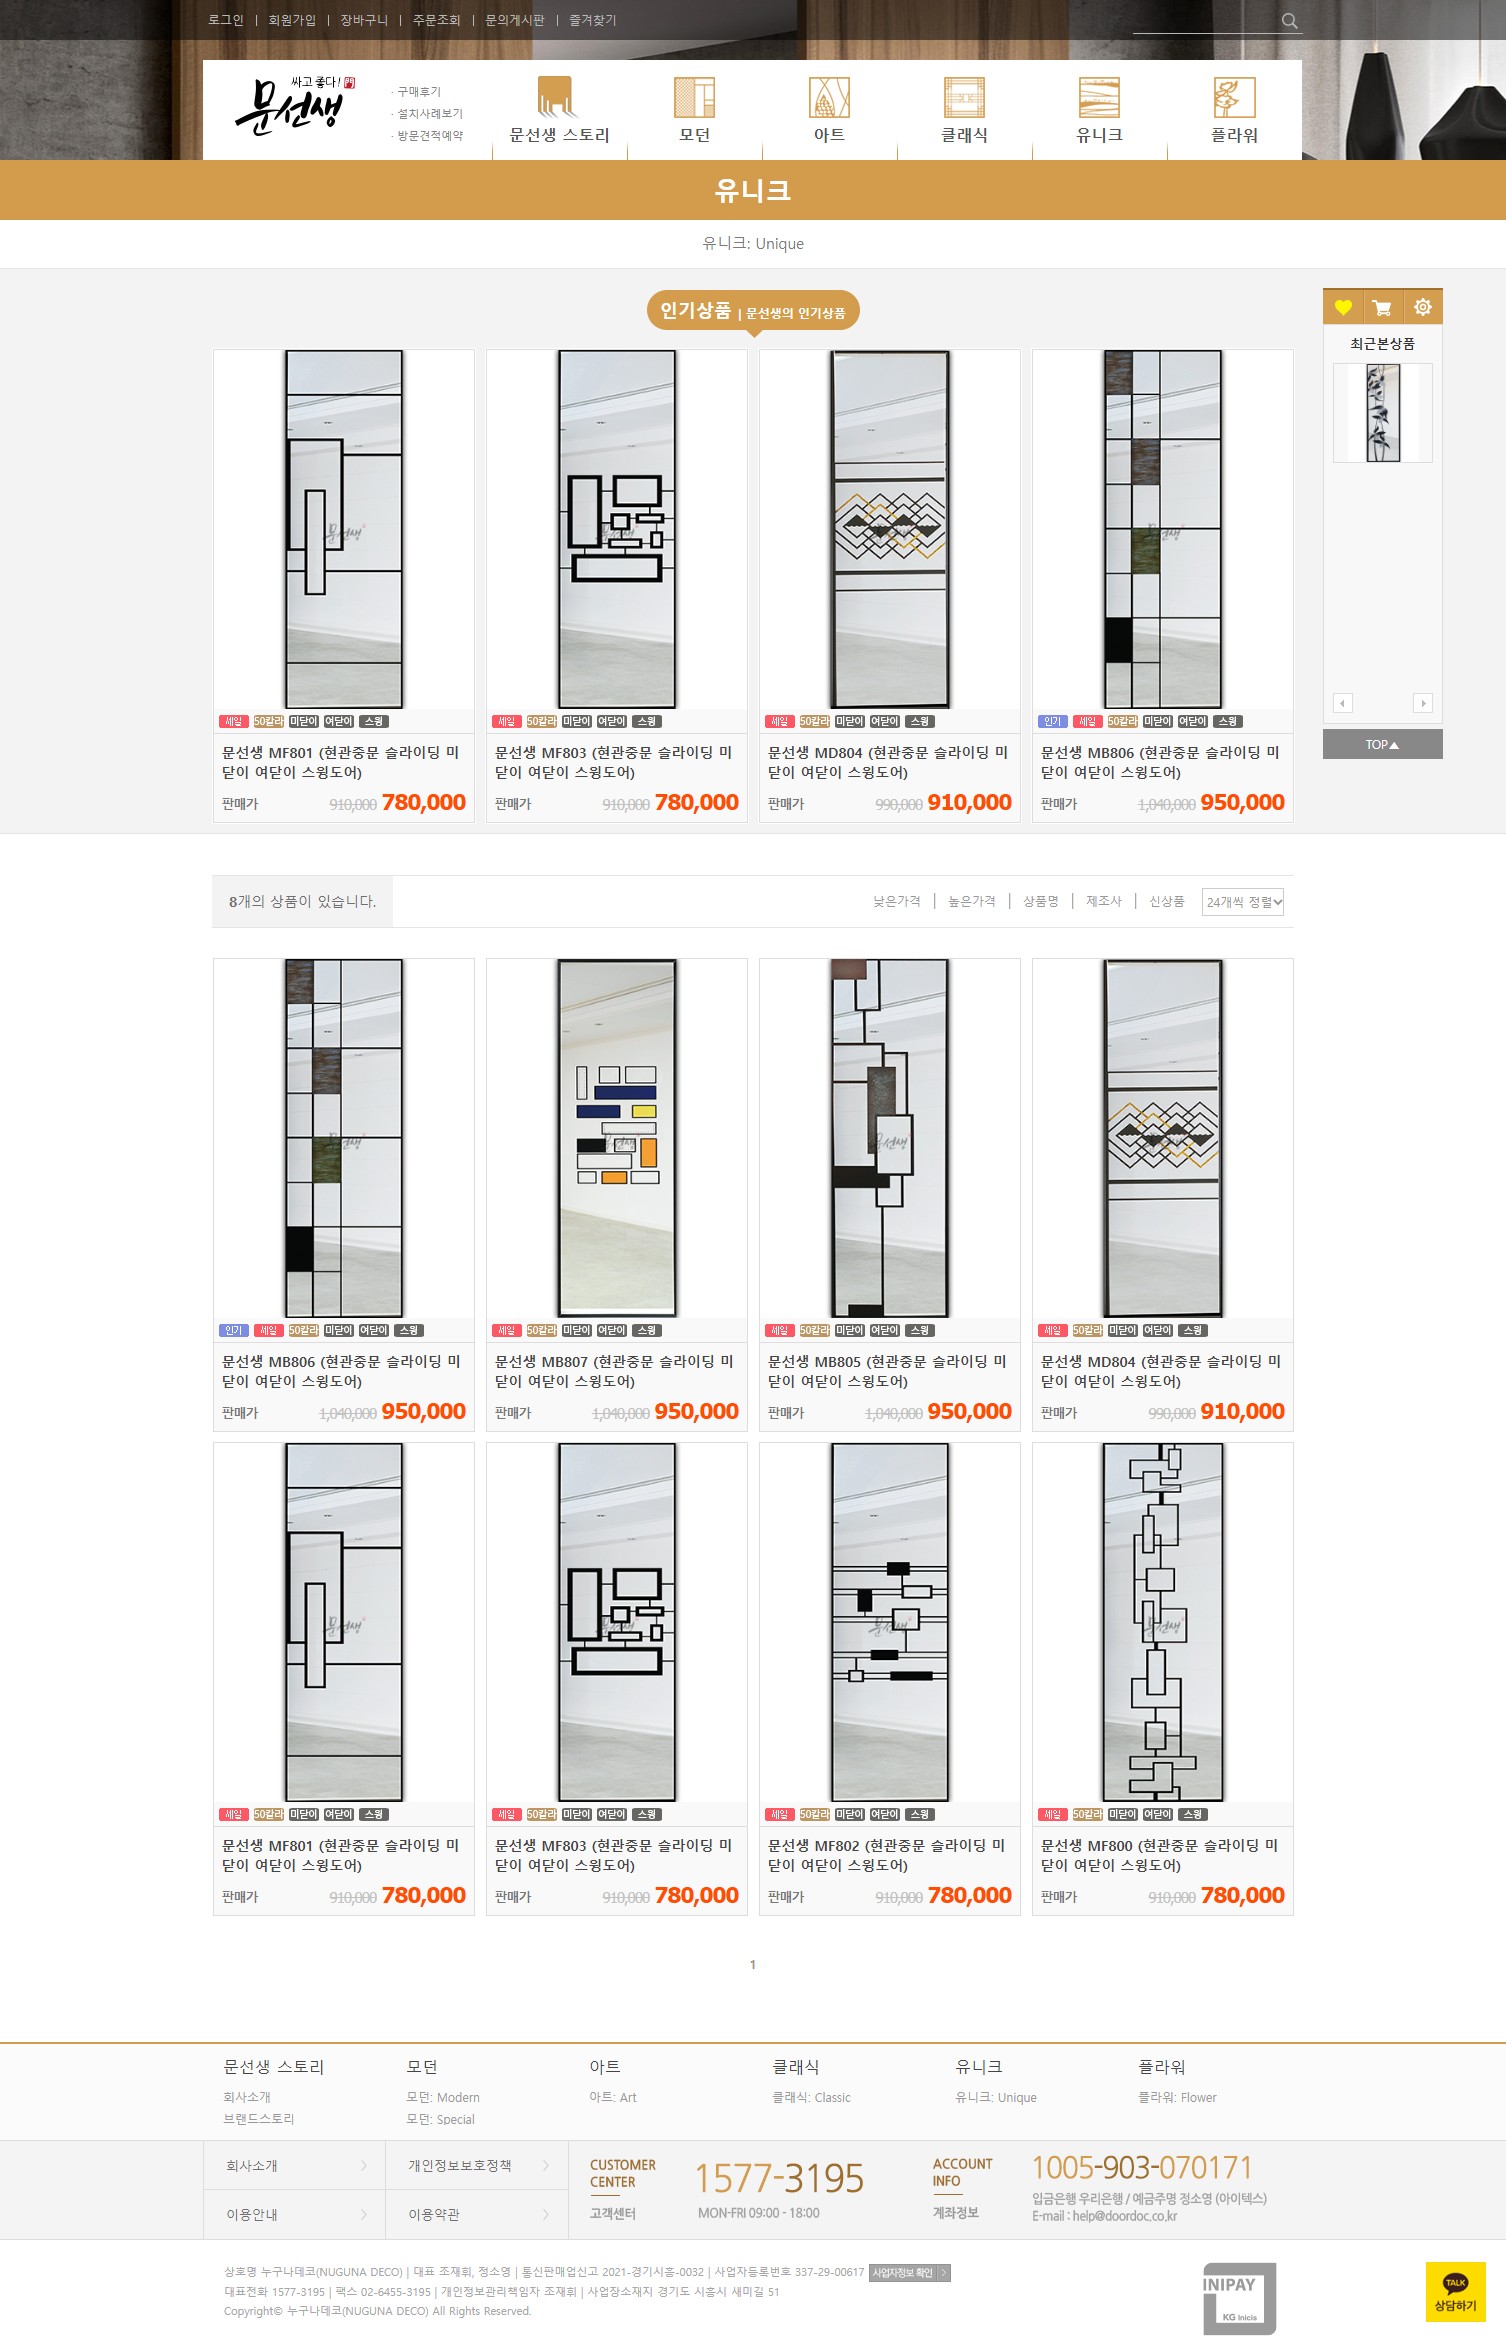 로그인 | 회원가입 | 장바구니 | 주문조회 | 문의게시판 | 즐겨찾기
싸고 좋다!
문선생
· 구매후기
· 설치사례보기
· 방문견적예약
문선생 스토리 모던 아트 클래식 유니크 플라워
유니크
유니크: Unique
인기상품 | 문선생의 인기상품
최근본상품
TOP▲
세일 50칼라 미닫이 여닫이 스윙
문선생 MF801 (현관중문 슬라이딩 미
닫이 여닫이 스윙도어)
판매가 910,000 780,000
세일 50칼라 미닫이 여닫이 스윙
문선생 MF803 (현관중문 슬라이딩 미
닫이 여닫이 스윙도어)
판매가 910,000 780,000
세일 50칼라 미닫이 여닫이 스윙
문선생 MD804 (현관중문 슬라이딩 미
닫이 여닫이 스윙도어)
판매가 990,000 910,000
인기 세일 50칼라 미닫이 여닫이 스윙
문선생 MB806 (현관중문 슬라이딩 미
닫이 여닫이 스윙도어)
판매가 1,040,000 950,000
8개의 상품이 있습니다.
낮은가격 | 높은가격 | 상품명 | 제조사 | 신상품 24개씩 정렬
인기 세일 50칼라 미닫이 여닫이 스윙
문선생 MB806 (현관중문 슬라이딩 미
닫이 여닫이 스윙도어)
판매가 1,040,000 950,000
세일 50칼라 미닫이 여닫이 스윙
문선생 MB807 (현관중문 슬라이딩 미
닫이 여닫이 스윙도어)
판매가 1,040,000 950,000
세일 50칼라 미닫이 여닫이 스윙
문선생 MB805 (현관중문 슬라이딩 미
닫이 여닫이 스윙도어)
판매가 1,040,000 950,000
세일 50칼라 미닫이 여닫이 스윙
문선생 MD804 (현관중문 슬라이딩 미
닫이 여닫이 스윙도어)
판매가 990,000 910,000
세일 50칼라 미닫이 여닫이 스윙
문선생 MF801 (현관중문 슬라이딩 미
닫이 여닫이 스윙도어)
판매가 910,000 780,000
세일 50칼라 미닫이 여닫이 스윙
문선생 MF803 (현관중문 슬라이딩 미
닫이 여닫이 스윙도어)
판매가 910,000 780,000
세일 50칼라 미닫이 여닫이 스윙
문선생 MF802 (현관중문 슬라이딩 미
닫이 여닫이 스윙도어)
판매가 910,000 780,000
세일 50칼라 미닫이 여닫이 스윙
문선생 MF800 (현관중문 슬라이딩 미
닫이 여닫이 스윙도어)
판매가 910,000 780,000
1
문선생 스토리 모던 아트 클래식 유니크 플라워
회사소개 모던: Modern 아트: Art 클래식: Classic 유니크: Unique 플라워: Flower
브랜드스토리 모던: Special
회사소개 개인정보보호정책
이용안내 이용약관
CUSTOMER
CENTER
고객센터
1577-3195
MON-FRI 09:00 - 18:00
ACCOUNT
INFO
계좌정보
1005-903-070171
입금은행 우리은행 / 예금주명 정소영 (아이텍스)
E-mail : help@doordoc.co.kr
상호명 누구나데코(NUGUNA DECO) | 대표 조재휘, 정소영 | 통신판매업신고 2021-경기시흥-0032 | 사업자등록번호 337-29-00617 사업자정보 확인
대표전화 1577-3195 | 팩스 02-6455-3195 | 개인정보관리책임자 조재휘 | 사업장소재지 경기도 시흥시 새미길 51
Copyright© 누구나데코(NUGUNA DECO) All Rights Reserved.
INIPAY
KG Inicis
TALK
상담하기